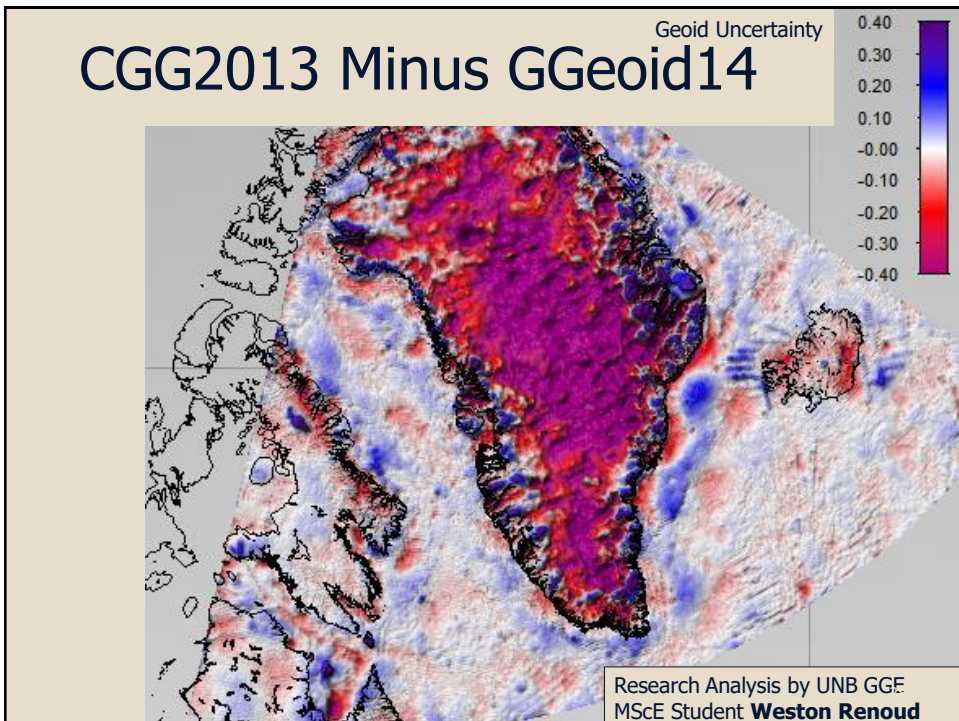 Geoid Uncertainty
CGG2013 Minus GGeoid14
0.40
0.30
0.20
0.10
-0.00
-0.10
-0.20
-0.30
-0.40
Research Analysis by UNB GGE
MScE Student Weston Renoud